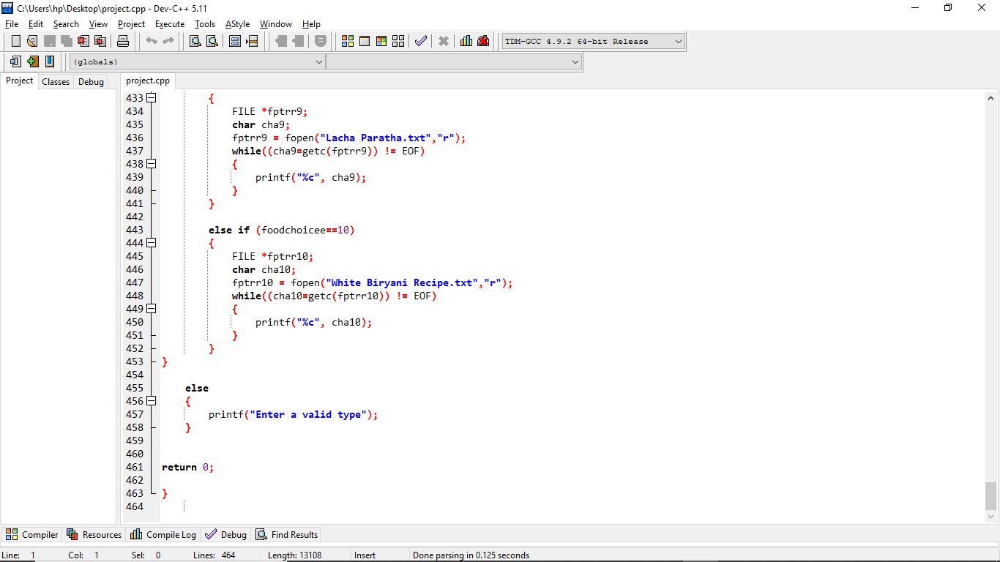 C:\Users\hp\Desktop\project.cpp - Dev-C++ 5.11
File Edit Search View Project Execute Tools AStyle Window Help
TDM-GCC 4.9.2 64-bit Release
(globals)
Project Classes Debug project.cpp
433 {
434 FILE *fptrr9;
435 char cha9;
436 fptrr9 = fopen("Lacha Paratha.txt","r");
437 while((cha9=getc(fptrr9)) != EOF)
438 {
439 printf("%c", cha9);
440 }
441 }
442
443 else if (foodchoicee==10)
444 {
445 FILE *fptrr10;
446 char cha10;
447 fptrr10 = fopen("White Biryani Recipe.txt","r");
448 while((cha10=getc(fptrr10)) != EOF)
449 {
450 printf("%c", cha10);
451 }
452 }
453 }
454
455 else
456 {
457 printf("Enter a valid type");
458 }
459
460
461 return 0;
462
463 }
464
Compiler Resources Compile Log Debug Find Results
Line: 1 Col: 1 Sel: 0 Lines: 464 Length: 13108 Insert Done parsing in 0.125 seconds